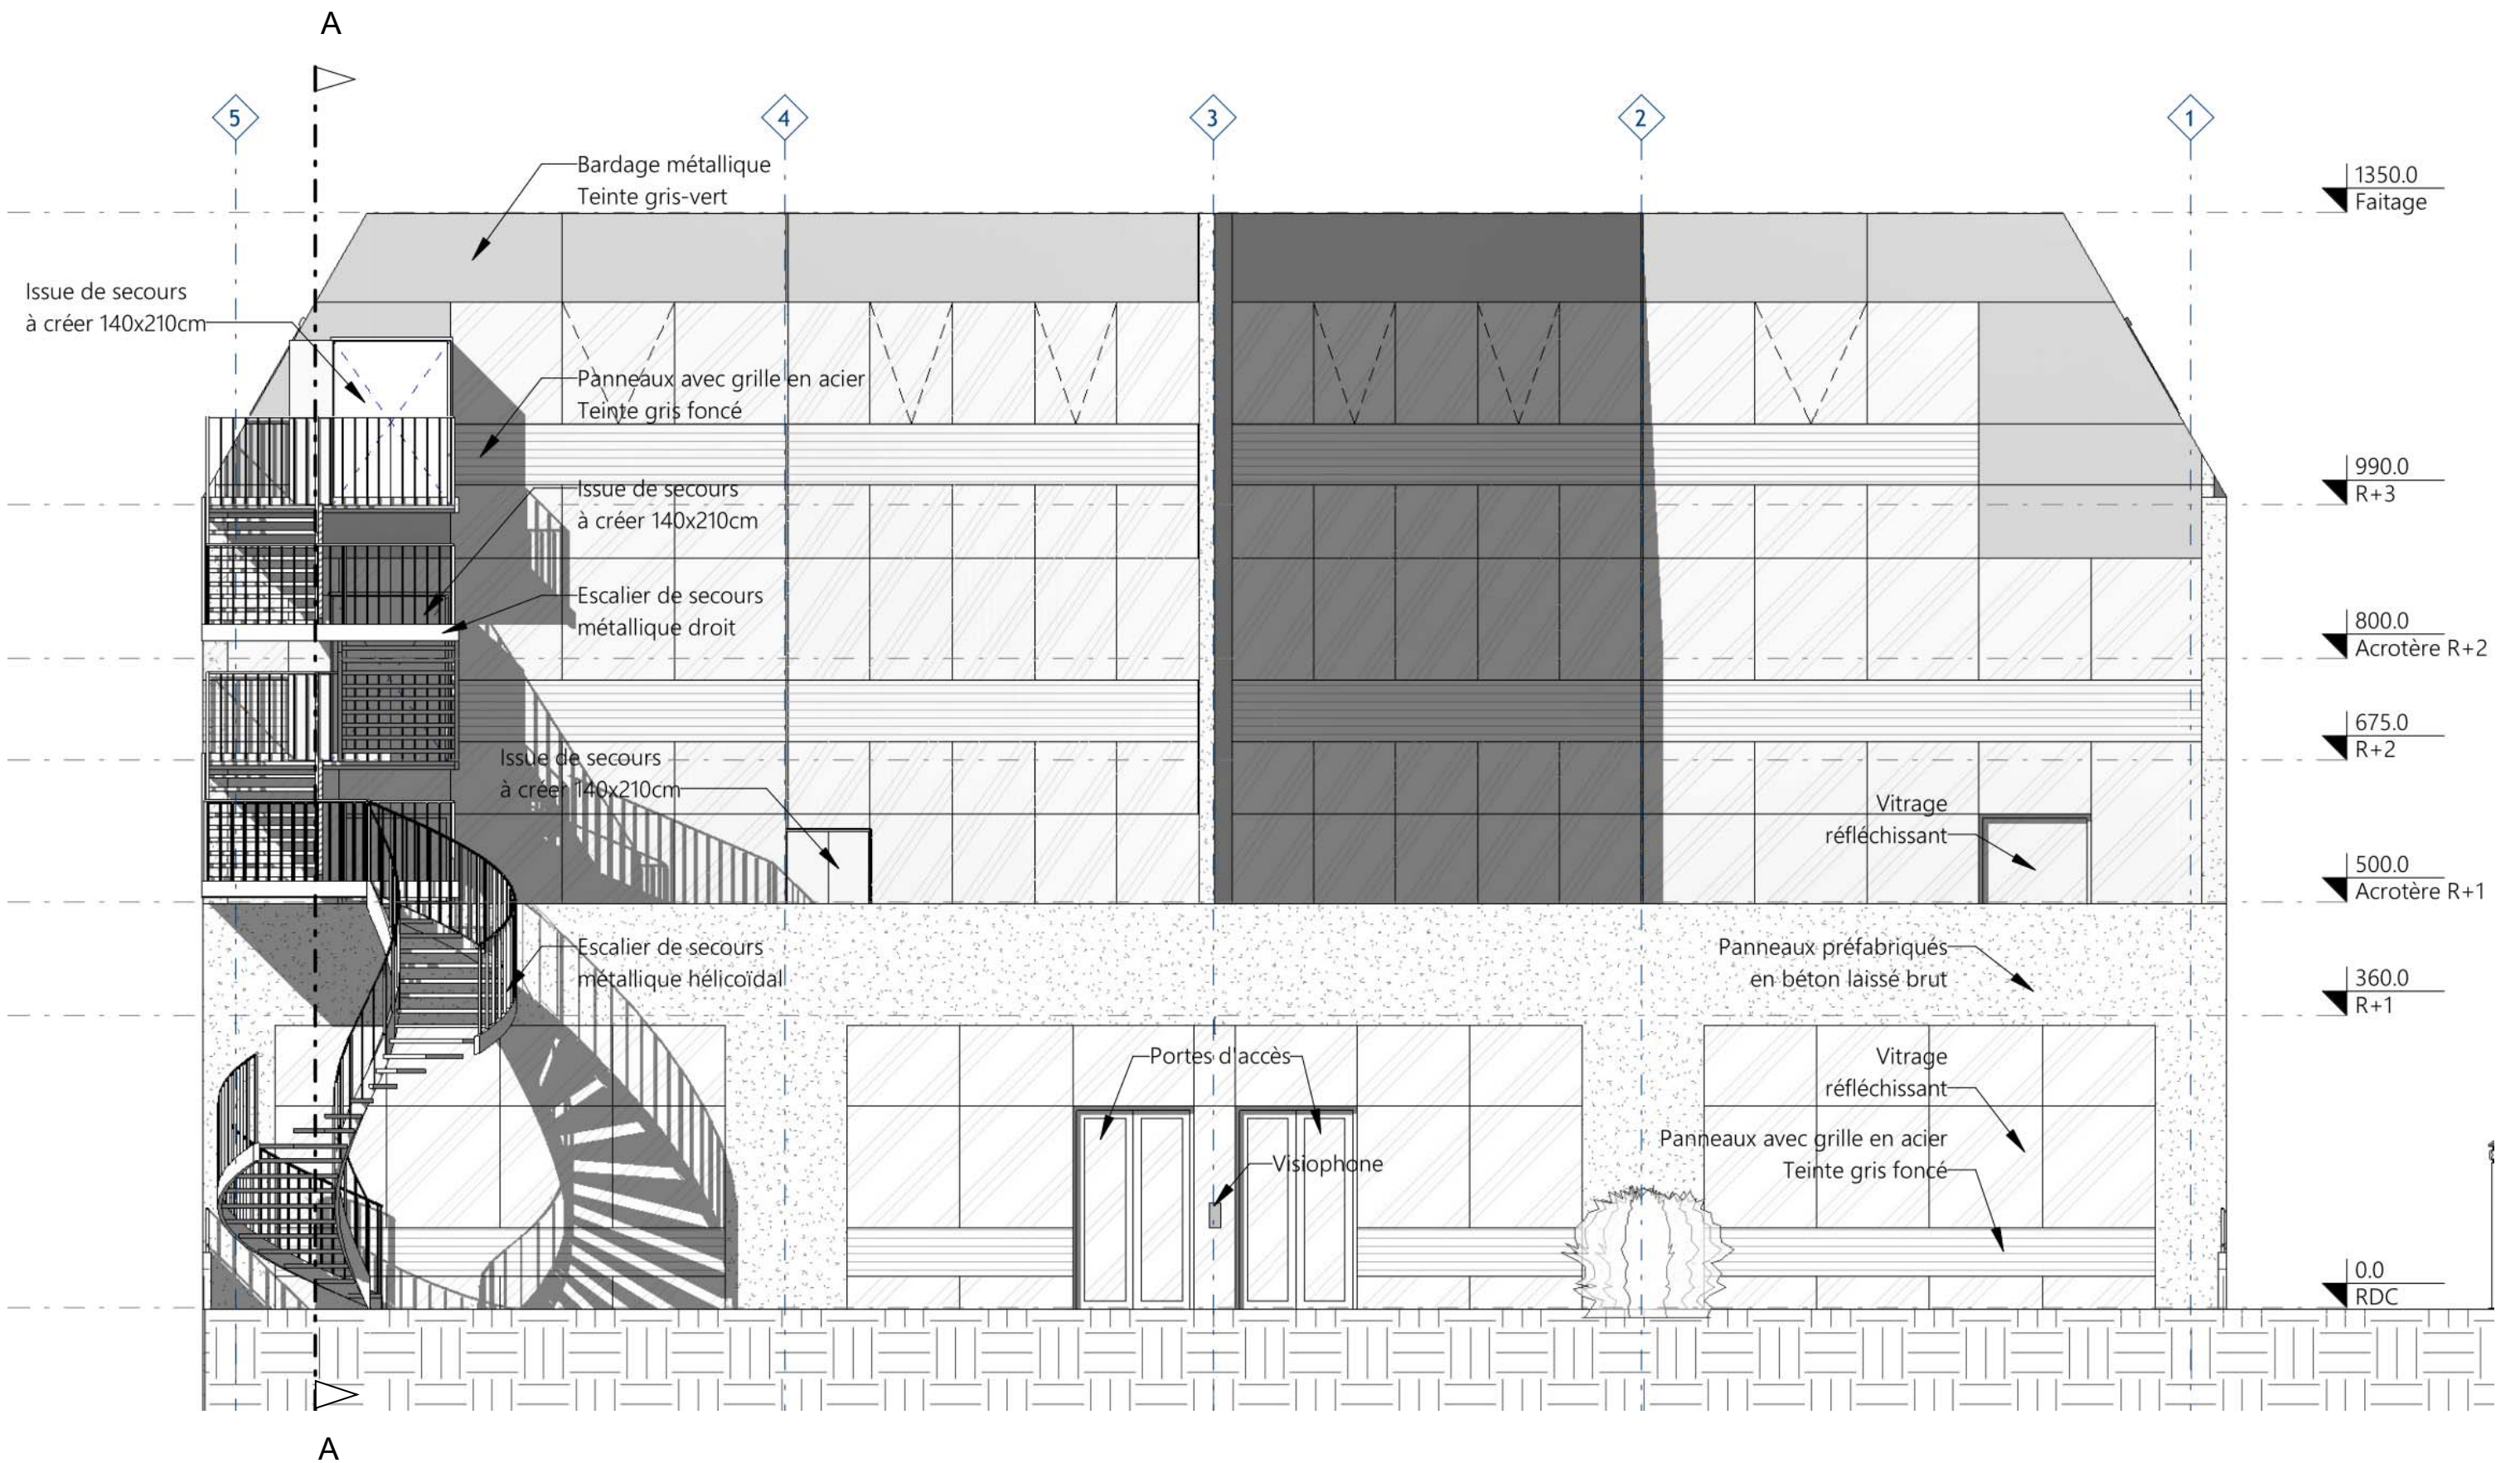 A
5
4
3
2
1
Bardage métallique
Teinte gris-vert
1350.0
Faitage
Issue de secours
à créer 140x210cm
Panneaux avec grille en acier
Teinte gris foncé
990.0
R+3
Issue de secours
à créer 140x210cm
Escalier de secours
métallique droit
800.0
Acrotère R+2
675.0
R+2
Issue de secours
à créer 140x210cm
Vitrage
réfléchissant
500.0
Acrotère R+1
Escalier de secours
métallique hélicoïdal
Panneaux préfabriqués
en béton laissé brut
360.0
R+1
Portes d'accès
Vitrage
réfléchissant
Panneaux avec grille en acier
Teinte gris foncé
Visiophone
0.0
RDC
A